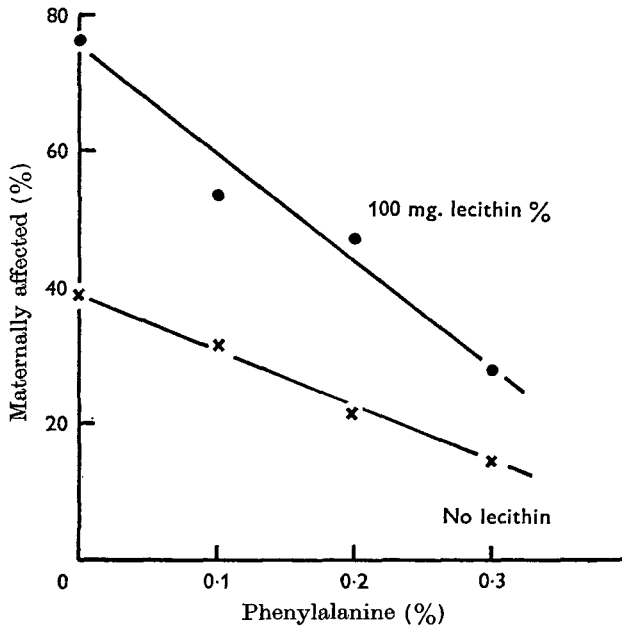 80
60
40
20
0
0·1
0·2
0·3
Maternally affected (%)
100 mg. lecithin %
No lecithin
Phenylalanine (%)